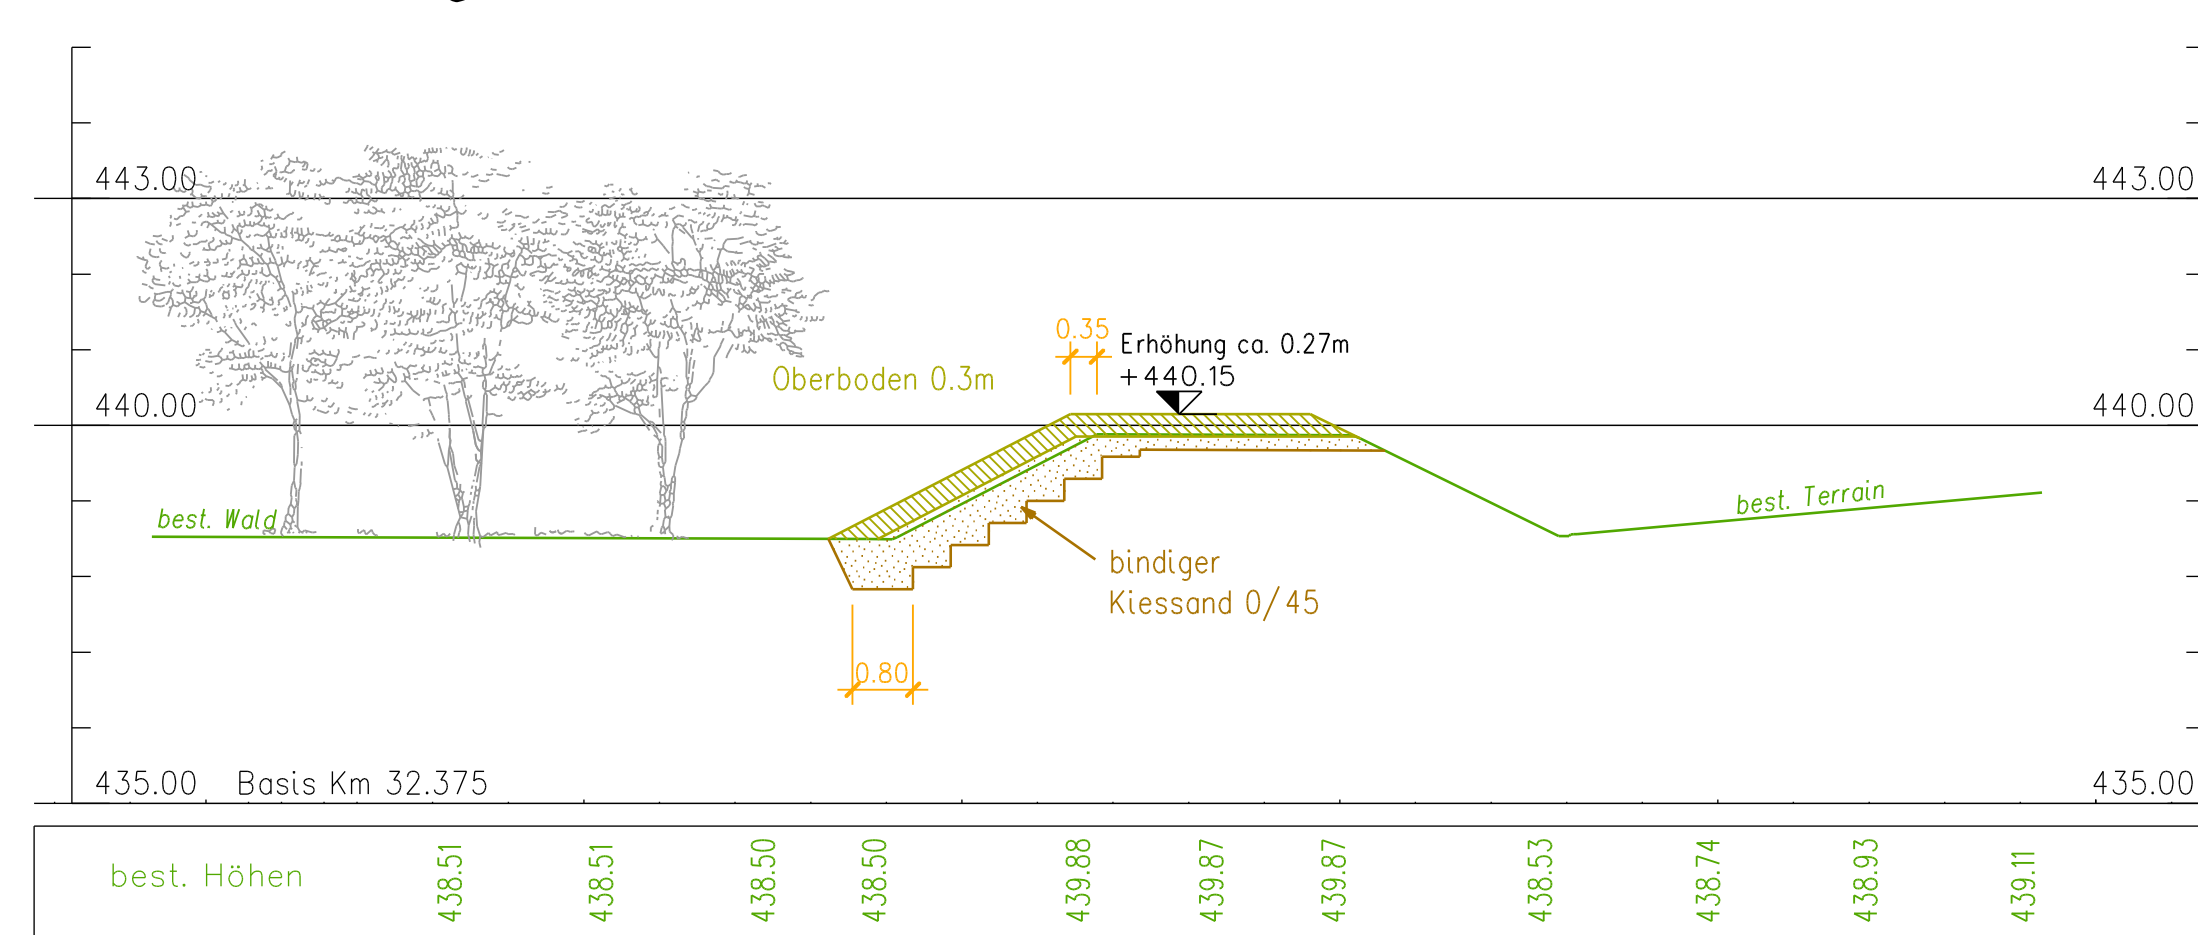 443.00 443.00
0.35
Erhöhung ca. 0.27m
+440.15
Oberboden 0.3m
440.00 440.00
best. Wald
best. Terrain
bindiger
Kiessand 0/45
0.80
435.00 Basis Km 32.375 435.00
best. Höhen 438.51 438.51 438.50 438.50 439.88 439.87 439.87 438.53 438.74 438.93 439.11